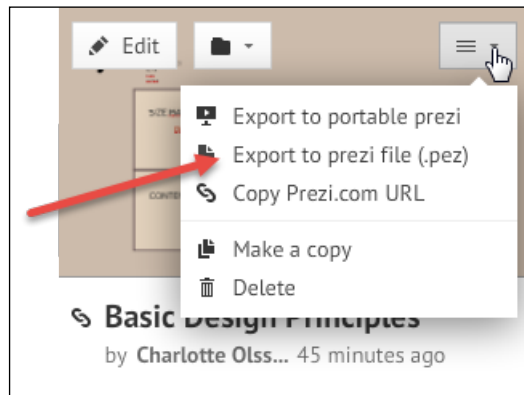 Edit
Export to portable prezi
Export to prezi file (.pez)
Copy Prezi.com URL
Make a copy
Delete
Basic Design Principles
by Charlotte Olss... 45 minutes ago